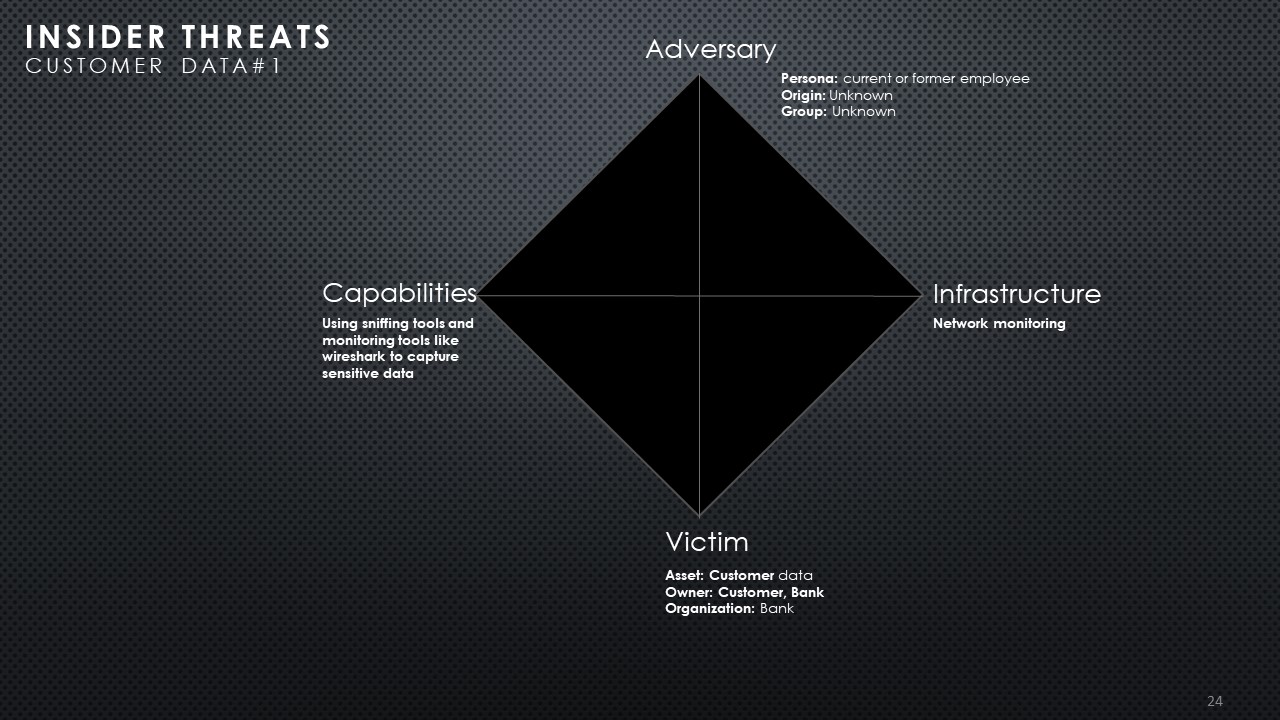 INSIDER THREATS
CUSTOMER DATA#1
Adversary
Persona: current or former employee
Origin: Unknown
Group: Unknown
Capabilities
Using sniffing tools and
monitoring tools like
wireshark to capture
sensitive data
Infrastructure
Network monitoring
Victim
Asset: Customer data
Owner: Customer, Bank
Organization: Bank
24